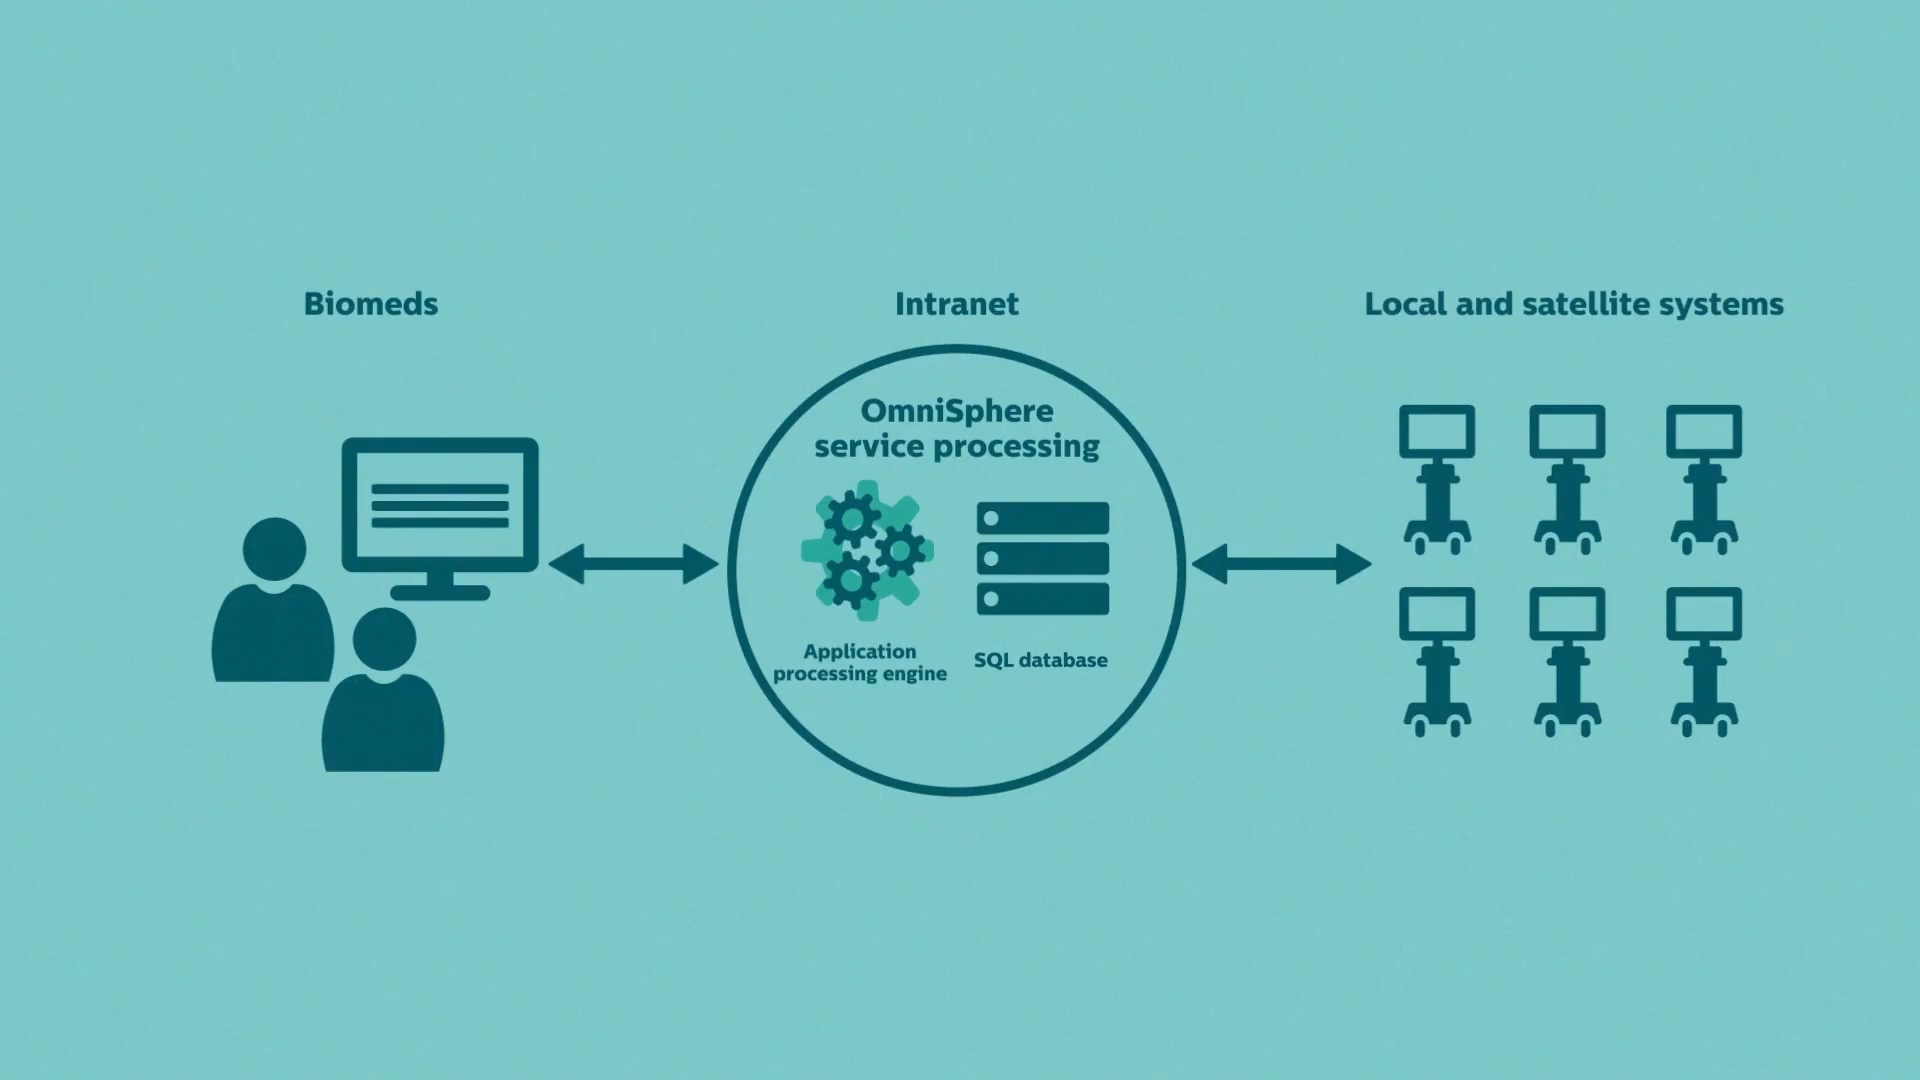 Biomeds
Intranet
Local and satellite systems
OmniSphere
service processing
Application
processing engine
SQL database